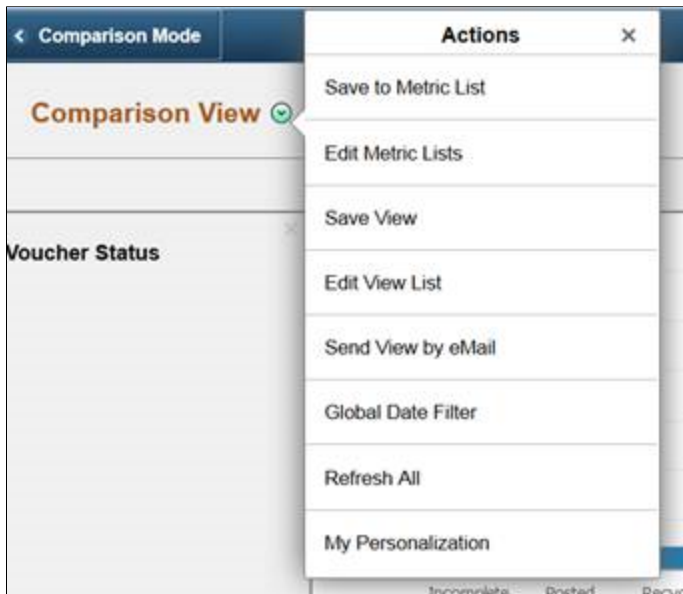 Comparison Mode
Actions
Comparison View
Save to Metric List
Edit Metric Lists
Save View
Voucher Status
Edit View List
Send View by eMail
Global Date Filter
Refresh All
My Personalization
Incomplete Posted